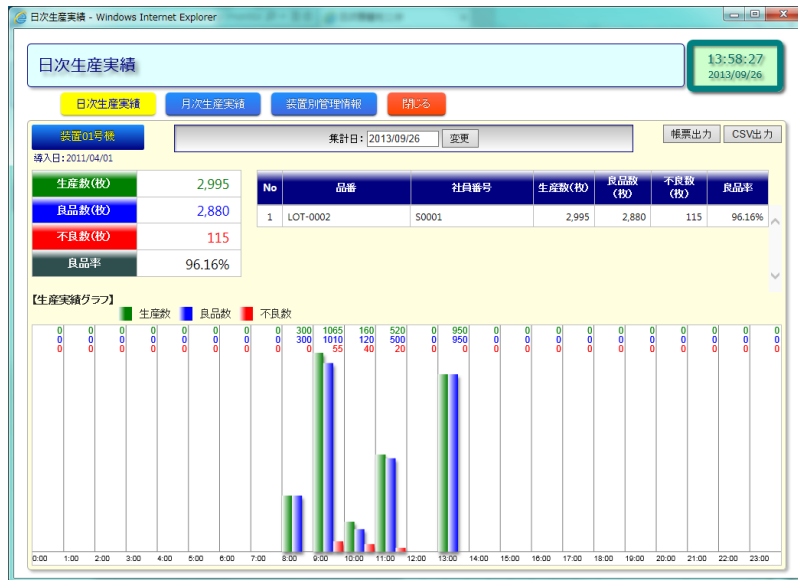 日次生産実績 - Windows Internet Explorer
日次生産実績
13:58:27
2013/09/26
日次生産実績 月次生産実績 装置別管理情報 閉じる
装置01号機 集計日: 2013/09/26 変更 帳票出力 CSV出力
導入日:2011/04/01
生産数(枚) 2,995
良品数(枚) 2,880
不良数(枚) 115
良品率 96.16%
No 品番 社員番号 生産数(枚) 良品数(枚) 不良数(枚) 良品率
1 LOT-0002 S0001 2,995 2,880 115 96.16%
【生産実績グラフ】
生産数 良品数 不良数
0 0 0 0 0 0 0 0 300 1065 160 520 0 950 0 0 0 0 0 0 0 0 0 0
0 0 0 0 0 0 0 0 300 1010 120 500 0 950 0 0 0 0 0 0 0 0 0 0
0 0 0 0 0 0 0 0 0 55 40 20 0 0 0 0 0 0 0 0 0 0 0 0
0:00 1:00 2:00 3:00 4:00 5:00 6:00 7:00 8:00 9:00 10:00 11:00 12:00 13:00 14:00 15:00 16:00 17:00 18:00 19:00 20:00 21:00 22:00 23:00